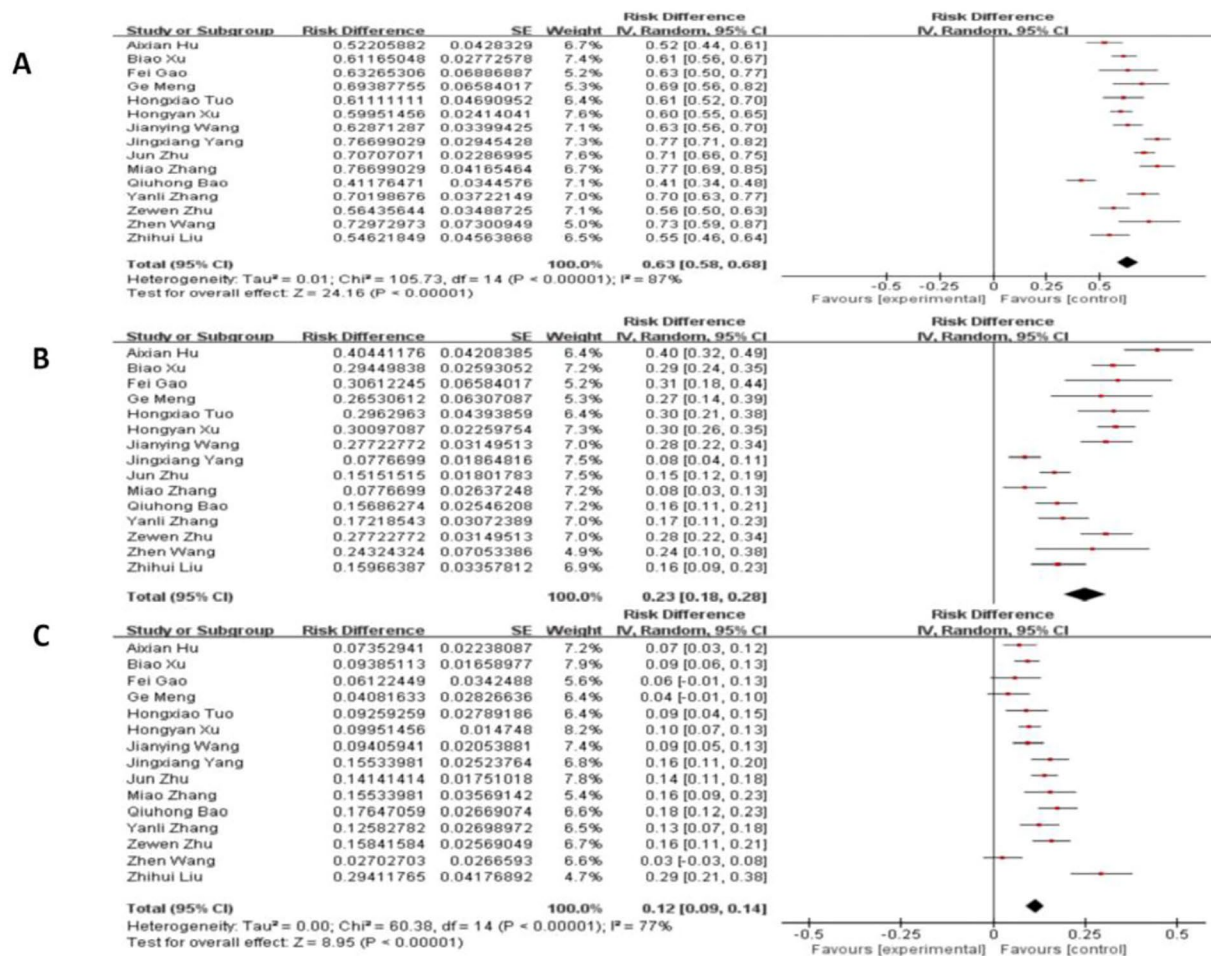 A
Risk Difference Risk Difference
Study or Subgroup Risk Difference SE Weight IV, Random, 95% CI IV, Random, 95% CI
Aixian Hu 0.52205882 0.0428329 6.7% 0.52 [0.44, 0.61]
Biao Xu 0.61165048 0.02772578 7.4% 0.61 [0.56, 0.67]
Fei Gao 0.63265306 0.06886887 5.2% 0.63 [0.50, 0.77]
Ge Meng 0.69387755 0.06584017 5.3% 0.69 [0.56, 0.82]
Hongxiao Tuo 0.61111111 0.04690952 6.4% 0.61 [0.52, 0.70]
Hongyan Xu 0.59951456 0.02414041 7.6% 0.60 [0.55, 0.65]
Jianying Wang 0.62871287 0.03399425 7.1% 0.63 [0.56, 0.70]
Jingxiang Yang 0.76699029 0.02945428 7.3% 0.77 [0.71, 0.82]
Jun Zhu 0.70707071 0.02286995 7.6% 0.71 [0.66, 0.75]
Miao Zhang 0.76699029 0.04165464 6.7% 0.77 [0.69, 0.85]
Qiuhong Bao 0.41176471 0.0344576 7.1% 0.41 [0.34, 0.48]
Yanli Zhang 0.70198676 0.03722149 7.0% 0.70 [0.63, 0.77]
Zewen Zhu 0.56435644 0.03488725 7.1% 0.56 [0.50, 0.63]
Zhen Wang 0.72972973 0.07300949 5.0% 0.73 [0.59, 0.87]
Zhihui Liu 0.54621849 0.04563868 6.5% 0.55 [0.46, 0.64]
Total (95% CI) 100.0% 0.63 [0.58, 0.68]
Heterogeneity: Tau² = 0.01; Chi² = 105.73, df = 14 (P < 0.00001); I² = 87%
Test for overall effect: Z = 24.16 (P < 0.00001)
-0.5 -0.25 0 0.25 0.5
Favours [experimental] Favours [control]
B
Risk Difference Risk Difference
Study or Subgroup Risk Difference SE Weight IV, Random, 95% CI IV, Random, 95% CI
Aixian Hu 0.40441176 0.04208385 6.4% 0.40 [0.32, 0.49]
Biao Xu 0.29449838 0.02593052 7.2% 0.29 [0.24, 0.35]
Fei Gao 0.30612245 0.06584017 5.2% 0.31 [0.18, 0.44]
Ge Meng 0.26530612 0.06307087 5.3% 0.27 [0.14, 0.39]
Hongxiao Tuo 0.2962963 0.04393859 6.4% 0.30 [0.21, 0.38]
Hongyan Xu 0.30097087 0.02259754 7.3% 0.30 [0.26, 0.35]
Jianying Wang 0.27722772 0.03149513 7.0% 0.28 [0.22, 0.34]
Jingxiang Yang 0.0776699 0.01864816 7.5% 0.08 [0.04, 0.11]
Jun Zhu 0.15151515 0.01801783 7.5% 0.15 [0.12, 0.19]
Miao Zhang 0.0776699 0.02637248 7.2% 0.08 [0.03, 0.13]
Qiuhong Bao 0.15686274 0.02546208 7.2% 0.16 [0.11, 0.21]
Yanli Zhang 0.17218543 0.03072389 7.0% 0.17 [0.11, 0.23]
Zewen Zhu 0.27722772 0.03149513 7.0% 0.28 [0.22, 0.34]
Zhen Wang 0.24324324 0.07053386 4.9% 0.24 [0.10, 0.38]
Zhihui Liu 0.15966387 0.03357812 6.9% 0.16 [0.09, 0.23]
Total (95% CI) 100.0% 0.23 [0.18, 0.28]
C
Risk Difference Risk Difference
Study or Subgroup Risk Difference SE Weight IV, Random, 95% CI IV, Random, 95% CI
Aixian Hu 0.07352941 0.02238087 7.2% 0.07 [0.03, 0.12]
Biao Xu 0.09385113 0.01658977 7.9% 0.09 [0.06, 0.13]
Fei Gao 0.06122449 0.0342488 5.6% 0.06 [-0.01, 0.13]
Ge Meng 0.04081633 0.02826636 6.4% 0.04 [-0.01, 0.10]
Hongxiao Tuo 0.09259259 0.02789186 6.4% 0.09 [0.04, 0.15]
Hongyan Xu 0.09951456 0.014748 8.2% 0.10 [0.07, 0.13]
Jianying Wang 0.09405941 0.02053881 7.4% 0.09 [0.05, 0.13]
Jingxiang Yang 0.15533981 0.02523764 6.7% 0.16 [0.11, 0.20]
Jun Zhu 0.14141414 0.01751018 7.8% 0.14 [0.11, 0.18]
Miao Zhang 0.15533981 0.03569142 5.4% 0.16 [0.09, 0.23]
Qiuhong Bao 0.17647059 0.02669074 6.6% 0.18 [0.12, 0.23]
Yanli Zhang 0.12582782 0.02698972 6.5% 0.13 [0.07, 0.18]
Zewen Zhu 0.15841584 0.02569049 6.7% 0.16 [0.11, 0.21]
Zhen Wang 0.02702703 0.0266593 6.6% 0.03 [-0.03, 0.08]
Zhihui Liu 0.29411765 0.04176892 4.7% 0.29 [0.21, 0.38]
Total (95% CI) 100.0% 0.12 [0.09, 0.14]
Heterogeneity: Tau² = 0.00; Chi² = 60.38, df = 14 (P < 0.00001); I² = 77%
Test for overall effect: Z = 8.95 (P < 0.00001)
-0.5 -0.25 0 0.25 0.5
Favours [experimental] Favours [control]